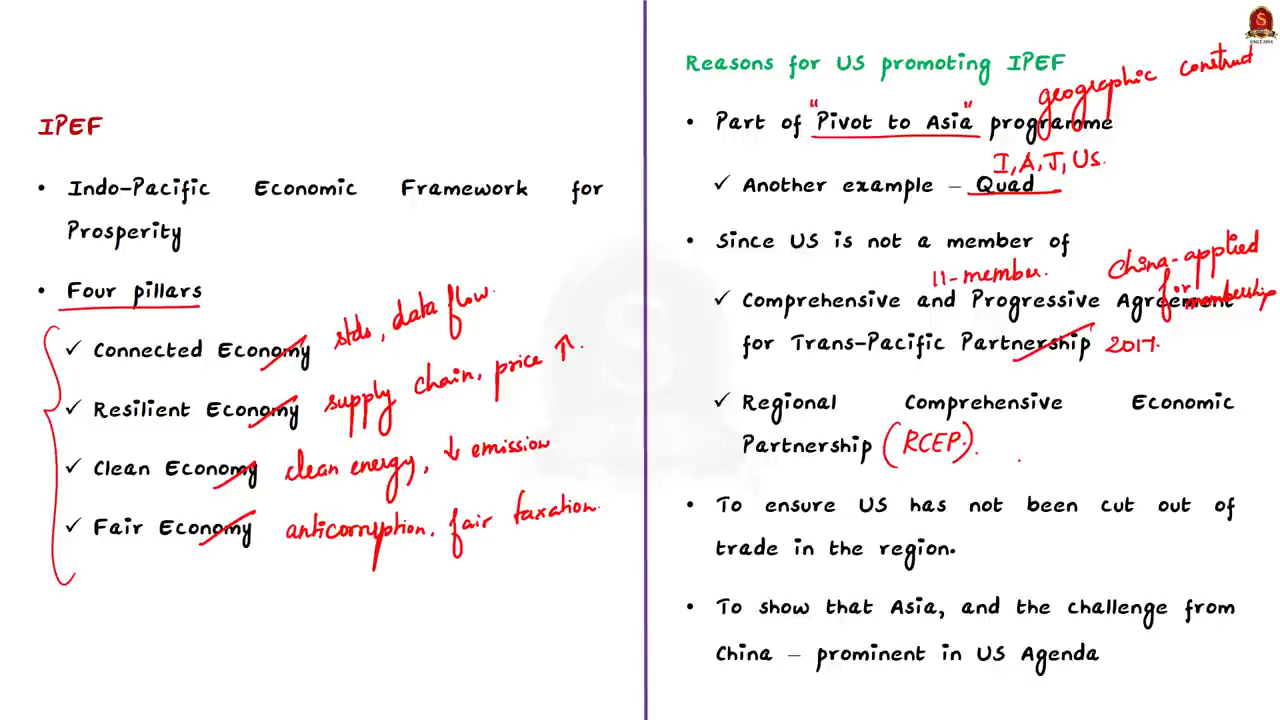 IPEF
• Indo-Pacific Economic Framework for
Prosperity
• Four pillars
✓ Connected Economy stds, data flow.
✓ Resilient Economy supply chain, price ↑.
✓ Clean Economy clean energy, ↓ emission
✓ Fair Economy anticorruption, fair taxation.
S
SINCE 2004
Reasons for US promoting IPEF
geographic construct
• Part of "Pivot to Asia" programme
I, A, J, US.
✓ Another example – Quad
• Since US is not a member of
11-member. China-applied
for membership
✓ Comprehensive and Progressive Agreement
for Trans-Pacific Partnership 2017.
✓ Regional Comprehensive Economic
Partnership (RCEP).
• To ensure US has not been cut out of
trade in the region.
• To show that Asia, and the challenge from
China – prominent in US Agenda